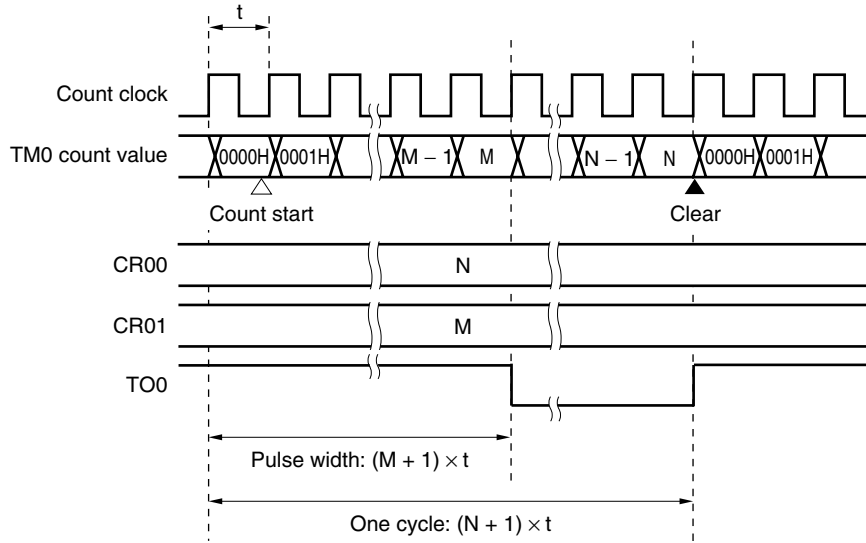 t
Count clock
TM0 count value
0000H 0001H M − 1 M N − 1 N 0000H 0001H
Count start
Clear
CR00
N
CR01
M
TO0
Pulse width: (M + 1) × t
One cycle: (N + 1) × t